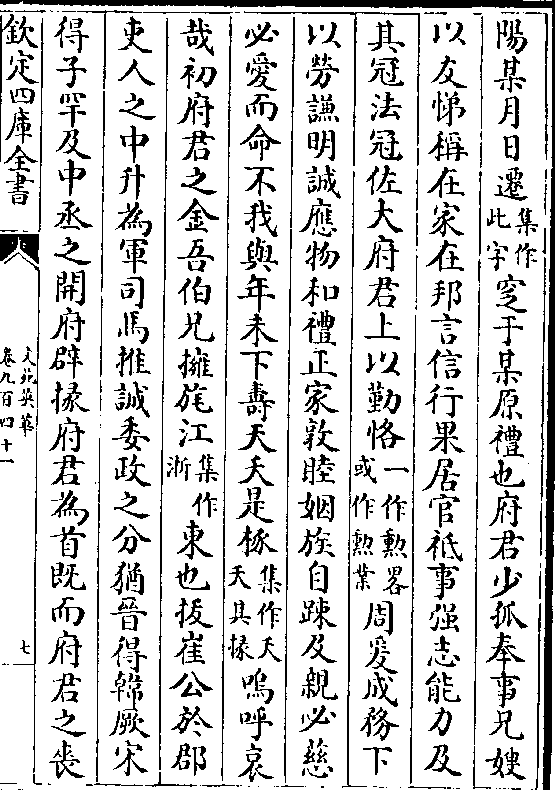 陽某月日遷集作此字窆于某原禮也府君少孤奉事兄嫂
以友悌稱在家在邦言信行果居官祗事强志能力及
其冠法冠佐大府君上以勤恪一作勲畧或作勲業周爰成務下
以勞謙明誠應物和禮正家敦睦姻族自踈及親必慈
必愛而命不我與年未下壽天夭是椓集作天夭其椓嗚呼哀
哉初府君之金吾伯兄擁旄江集作浙東也拔崔公於郡
吏人之中升為軍司馬推誠委政之分猶晉得韓厥宋
得子罕及中丞之開府辟掾府君為首既而府君之喪
欽定四庫全書
文苑英華
卷九百四十一
七